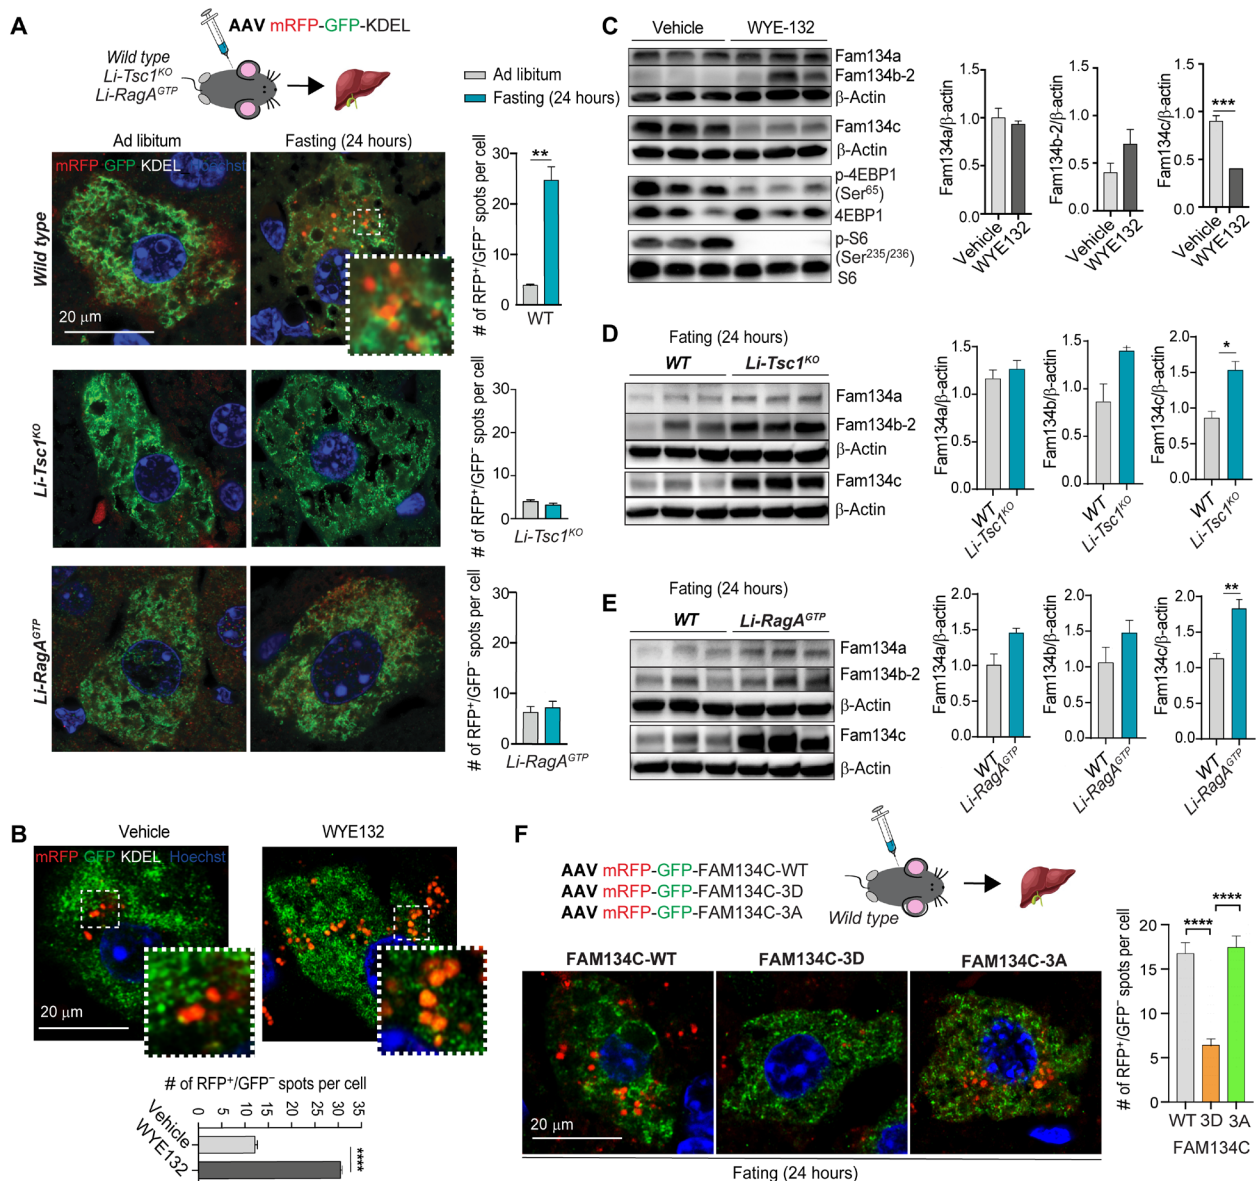 A
AAV mRFP-GFP-KDEL
Wild type
Li-Tsc1KO
Li-RagAGTP
Ad libitum
Fasting (24 hours)
Ad libitum
Fasting (24 hours)
mRFP GFP KDEL Hoechst
Wild type
20 μm
# of RFP+/GFP− spots per cell
30
20
10
0
**
WT
Li-Tsc1KO
# of RFP+/GFP− spots per cell
30
20
10
0
Li-Tsc1KO
Li-RagAGTP
# of RFP+/GFP− spots per cell
30
20
10
0
Li-RagAGTP
B
Vehicle
WYE132
mRFP GFP KDEL Hoechst
20 μm
# of RFP+/GFP− spots per cell
0 5 10 15 20 25 30 35
Vehicle
WYE132
****
C
Vehicle
WYE-132
Fam134a
Fam134b-2
β-Actin
Fam134c
β-Actin
p-4EBP1
(Ser65)
4EBP1
p-S6
(Ser235/236)
S6
Fam134a/β-actin
1.5
1.0
0.5
0.0
Vehicle
WYE132
Fam134b-2/β-actin
1.5
1.0
0.5
0.0
Vehicle
WYE132
Fam134c/β-actin
1.5
1.0
0.5
0.0
***
Vehicle
WYE132
D
Fating (24 hours)
WT
Li-Tsc1KO
Fam134a
Fam134b-2
β-Actin
Fam134c
β-Actin
Fam134a/β-actin
1.5
1.0
0.5
0.0
WT
Li-Tsc1KO
Fam134b/β-actin
1.5
1.0
0.5
0.0
WT
Li-Tsc1KO
Fam134c/β-actin
2.0
1.5
1.0
0.5
0.0
*
WT
Li-Tsc1KO
E
Fating (24 hours)
WT
Li-RagAGTP
Fam134a
Fam134b-2
β-Actin
Fam134c
β-Actin
Fam134a/β-actin
2.0
1.5
1.0
0.5
0.0
WT
Li-RagAGTP
Fam134b/β-actin
2.0
1.5
1.0
0.5
0.0
WT
Li-RagAGTP
Fam134c/β-actin
2.0
1.5
1.0
0.5
0.0
**
WT
Li-RagAGTP
F
AAV mRFP-GFP-FAM134C-WT
AAV mRFP-GFP-FAM134C-3D
AAV mRFP-GFP-FAM134C-3A
Wild type
FAM134C-WT
FAM134C-3D
FAM134C-3A
20 μm
Fating (24 hours)
# of RFP+/GFP− spots per cell
20
15
10
5
0
****
****
WT 3D 3A
FAM134C